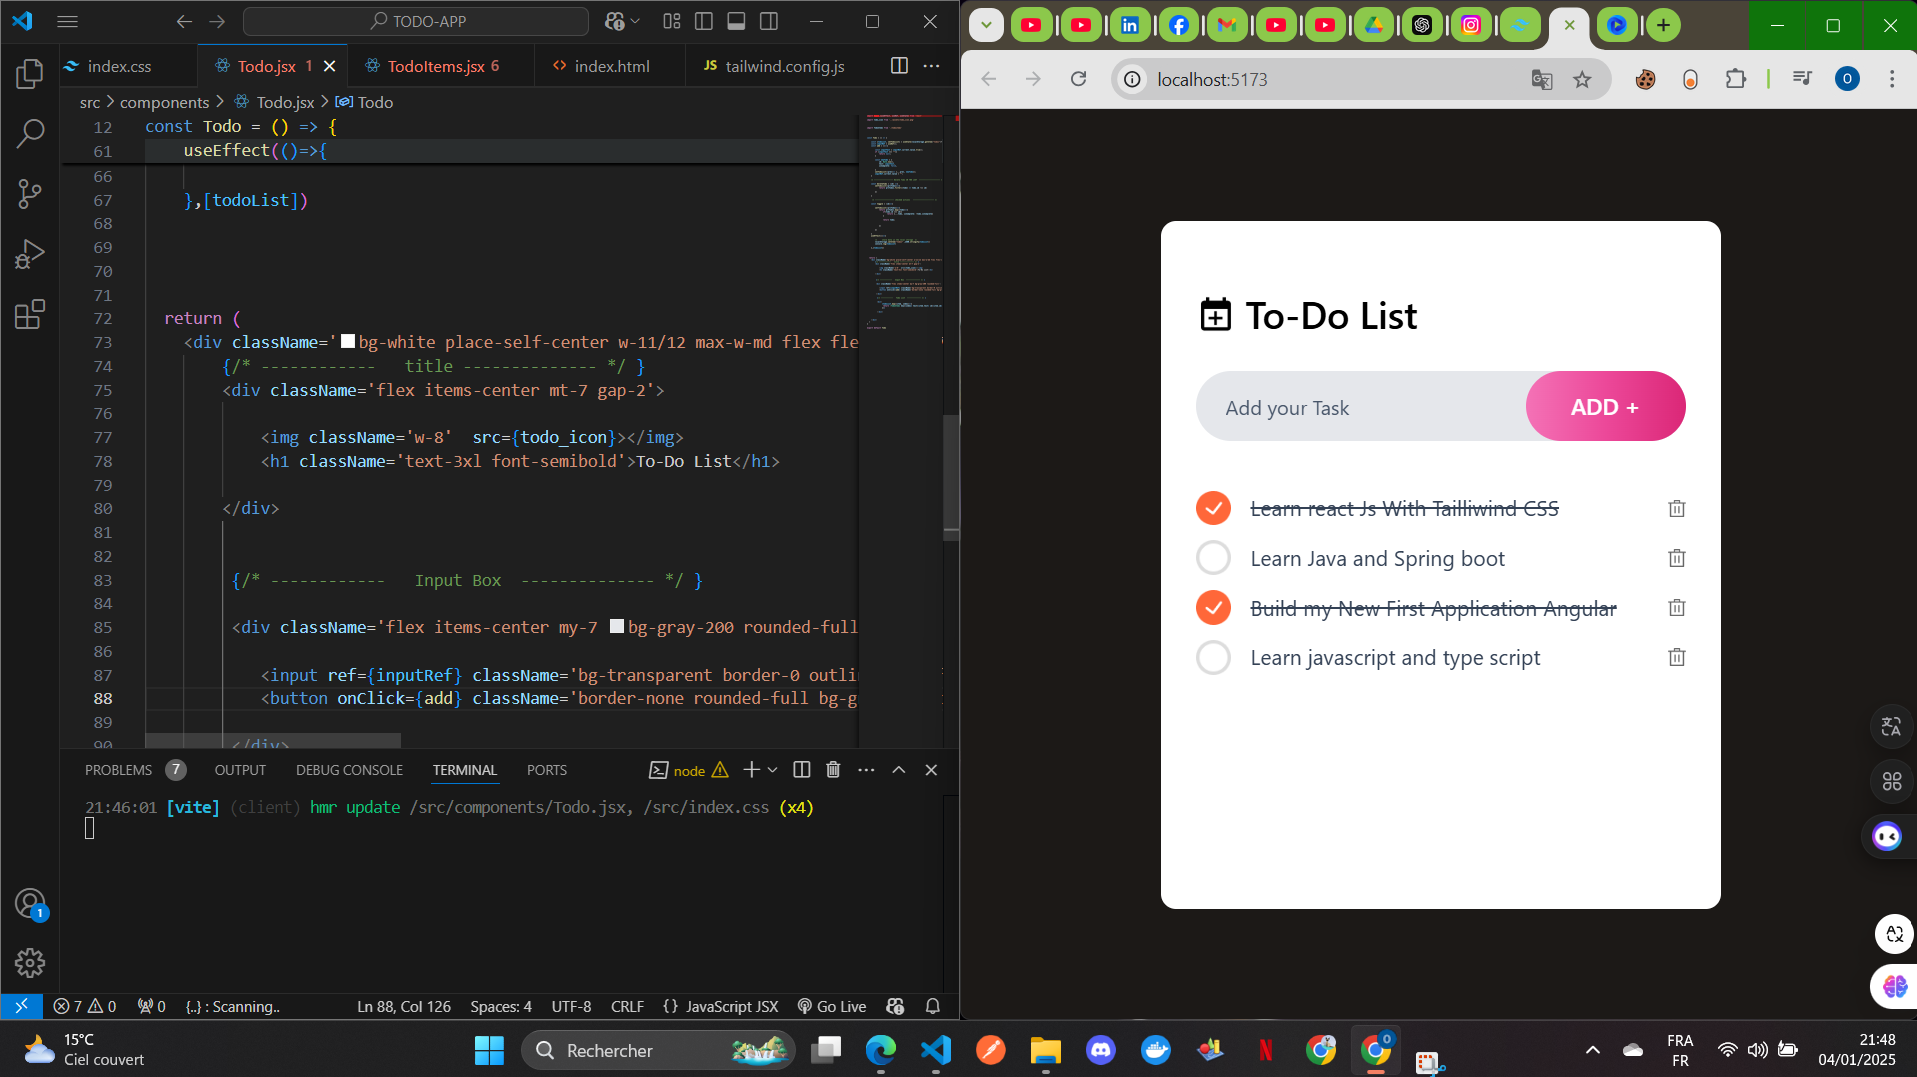 TODO-APP
index.css
Todo.jsx 1
TodoItems.jsx 6
index.html
JS tailwind.config.js
src > components > Todo.jsx > Todo
12 const Todo = () => {
61 useEffect(()=>{
66
67 },[todoList])
68
69
70
71
72 return (
73 <div className=' bg-white place-self-center w-11/12 max-w-md flex fle
74 {/* ------------ title -------------- */ }
75 <div className='flex items-center mt-7 gap-2'>
76
77 <img className='w-8' src={todo_icon}></img>
78 <h1 className='text-3xl font-semibold'>To-Do List</h1>
79
80 </div>
81
82
83 {/* ------------ Input Box -------------- */ }
84
85 <div className='flex items-center my-7 bg-gray-200 rounded-full
86
87 <input ref={inputRef} className='bg-transparent border-0 outlin
88 <button onClick={add} className='border-none rounded-full bg-g
89
90 </div>
PROBLEMS 7
OUTPUT
DEBUG CONSOLE
TERMINAL
PORTS
node
21:46:01 [vite] (client) hmr update /src/components/Todo.jsx, /src/index.css (x4)
1
7 0
0
{..} : Scanning..
Ln 88, Col 126
Spaces: 4
UTF-8
CRLF
{ } JavaScript JSX
Go Live
localhost:5173
O
To-Do List
Add your Task
ADD +
Learn react Js With Tailliwind CSS
Learn Java and Spring boot
Build my New First Application Angular
Learn javascript and type script
15°C
Ciel couvert
Rechercher
FRA
FR
21:48
04/01/2025